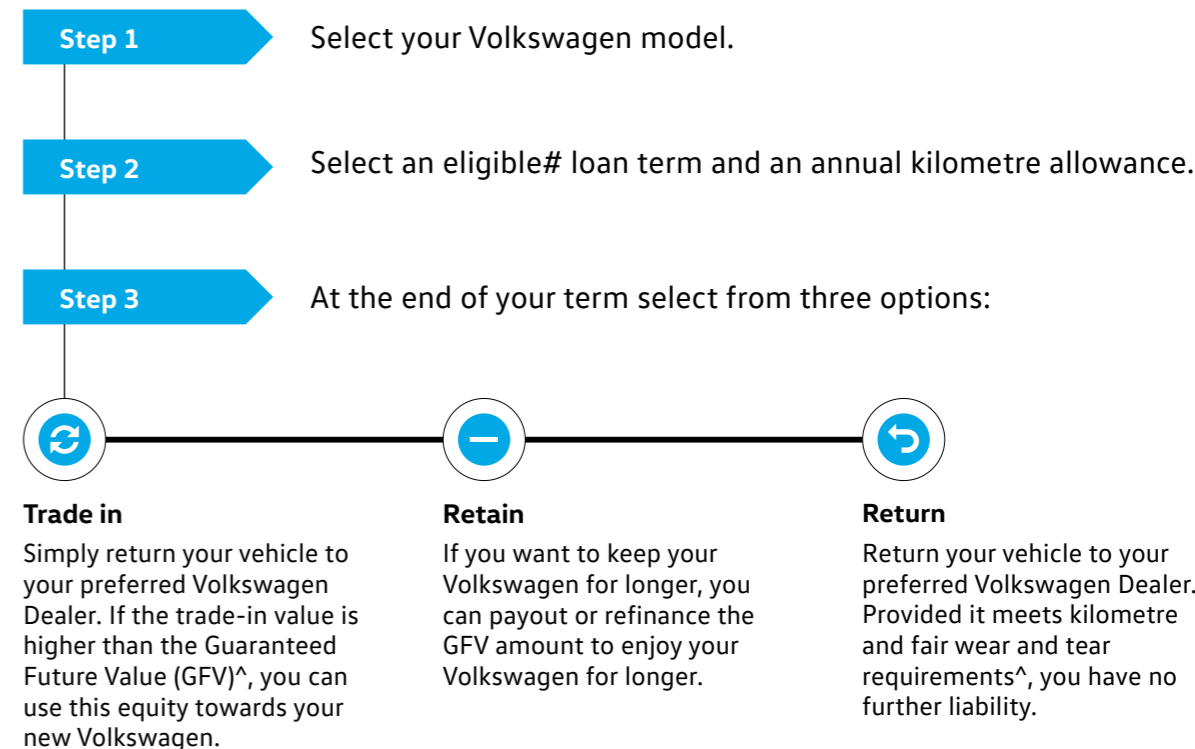 Step 1
Select your Volkswagen model.
Step 2
Select an eligible# loan term and an annual kilometre allowance.
Step 3
At the end of your term select from three options:
Trade in
Simply return your vehicle to
your preferred Volkswagen
Dealer. If the trade-in value is
higher than the Guaranteed
Future Value (GFV)^, you can
use this equity towards your
new Volkswagen.
Retain
If you want to keep your
Volkswagen for longer, you
can payout or refinance the
GFV amount to enjoy your
Volkswagen for longer.
Return
Return your vehicle to your
preferred Volkswagen Dealer.
Provided it meets kilometre
and fair wear and tear
requirements^, you have no
further liability.